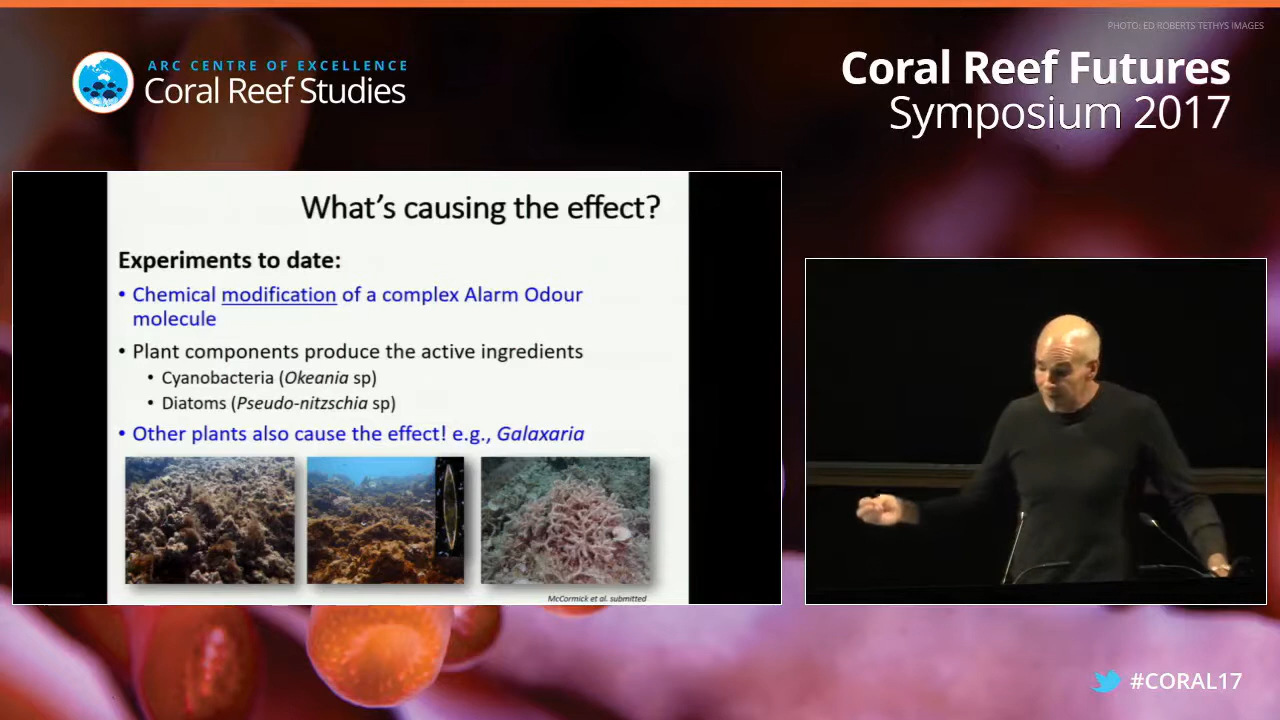 PHOTO: ED ROBERTS TETHYS IMAGES
ARC CENTRE OF EXCELLENCE
Coral Reef Studies
Coral Reef Futures
Symposium 2017
What's causing the effect?
Experiments to date:
• Chemical modification of a complex Alarm Odour
molecule
• Plant components produce the active ingredients
• Cyanobacteria (Okeania sp)
• Diatoms (Pseudo-nitzschia sp)
• Other plants also cause the effect! e.g., Galaxaria
McCormick et al. submitted
#CORAL17